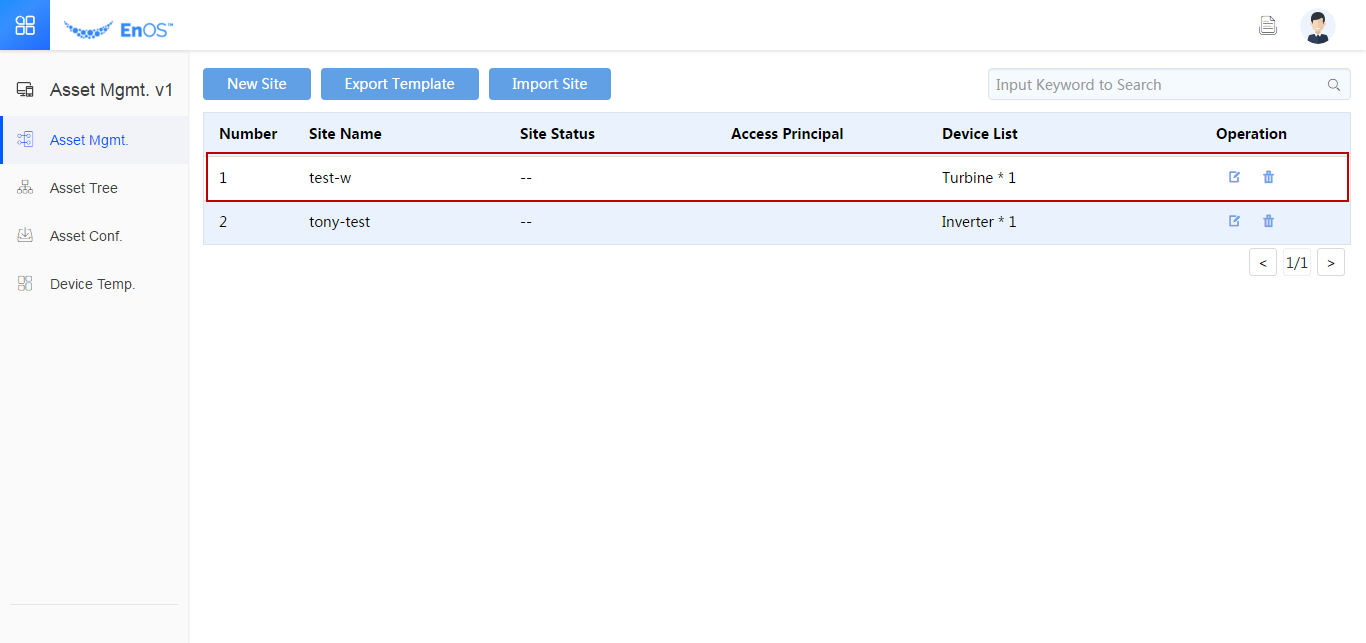 EnOS™
Asset Mgmt. v1
Asset Mgmt.
Asset Tree
Asset Conf.
Device Temp.
New Site Export Template Import Site Input Keyword to Search
Number Site Name Site Status Access Principal Device List Operation
1 test-w -- Turbine * 1
2 tony-test -- Inverter * 1
< 1/1 >